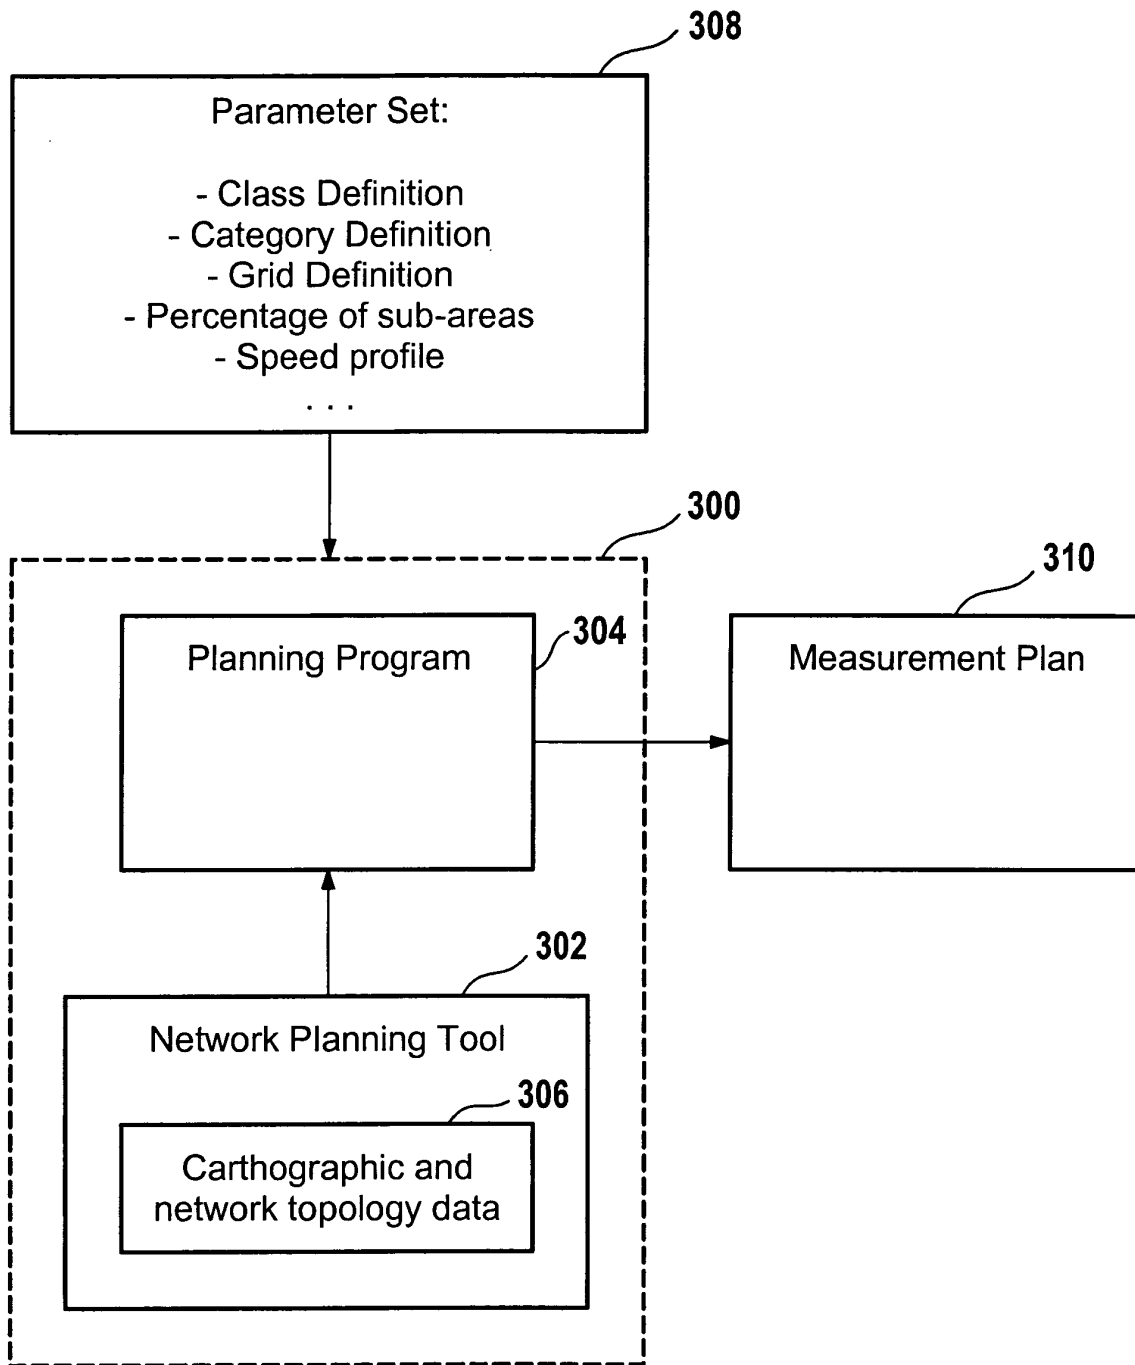 308
Parameter Set:
- Class Definition
- Category Definition
- Grid Definition
- Percentage of sub-areas
- Speed profile
. . .
300
310
304
Planning Program
Measurement Plan
302
Network Planning Tool
306
Carthographic and
network topology data